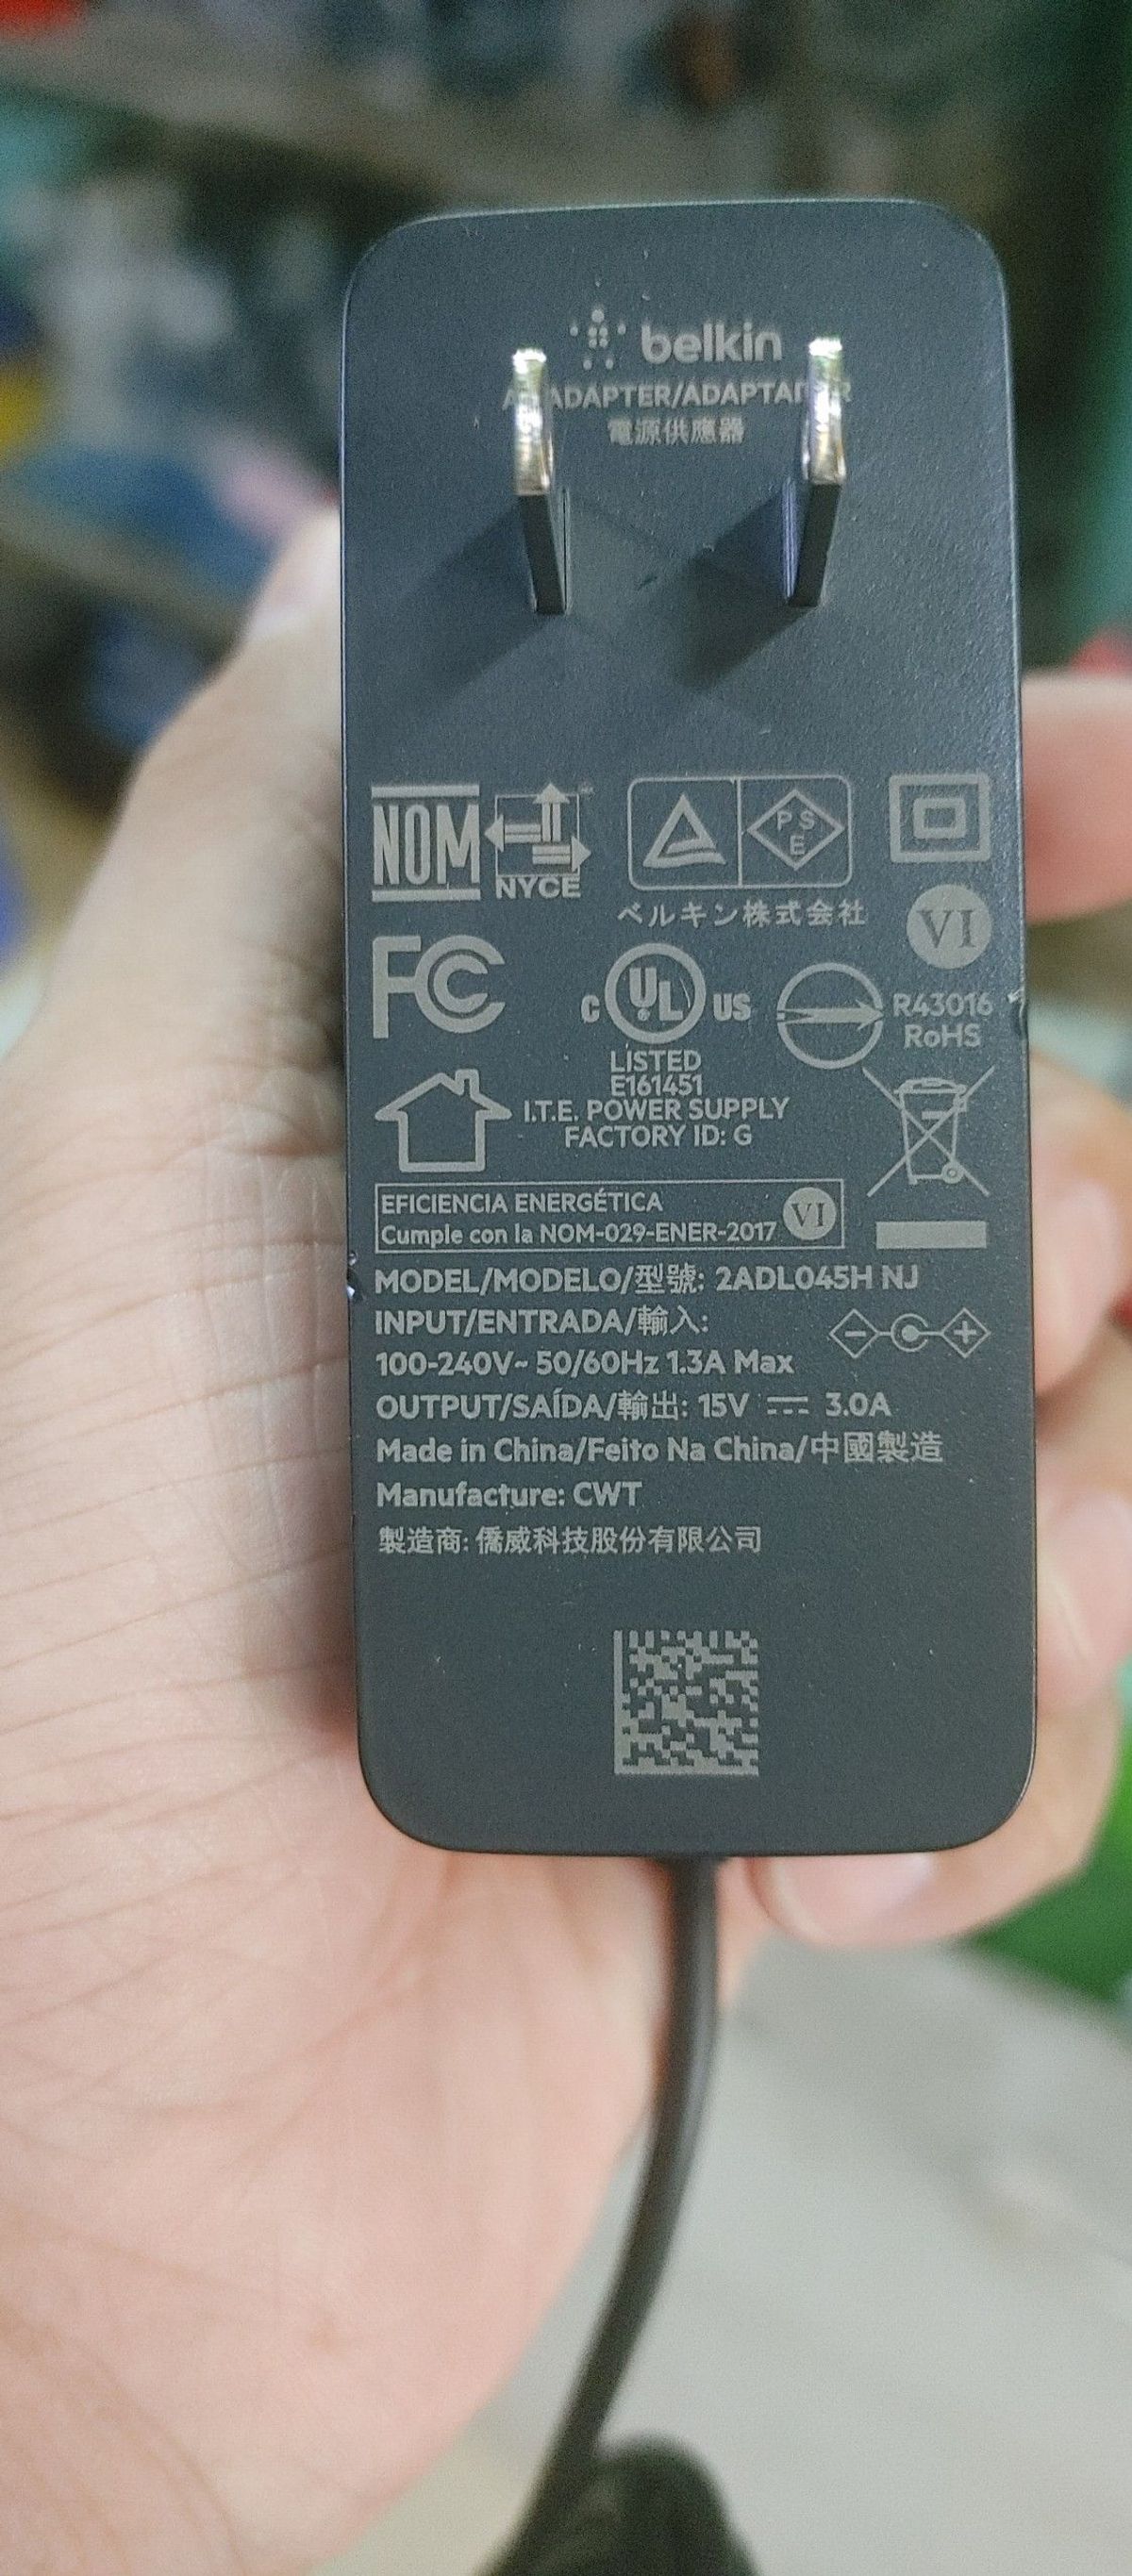 belkin
ADAPTER/
電源供應器
NOM
NYCE
PSE
ベルキン株式会社
VI
FC
C UL US
R43016
RoHS
LISTED
E161451
I.T.E. POWER SUPPLY
FACTORY ID: G
EFICIENCIA ENERGÉTICA
Cumple con la NOM-029-ENER-2017 VI
MODEL/MODELO/型號: 2ADL045H NJ
INPUT/ENTRADA/輸入:
100-240V~ 50/60Hz 1.3A Max
OUTPUT/SAÍDA/輸出: 15V ⎓ 3.0A
Made in China/Feito Na China/中國製造
Manufacture: CWT
製造商: 僑威科技股份有限公司